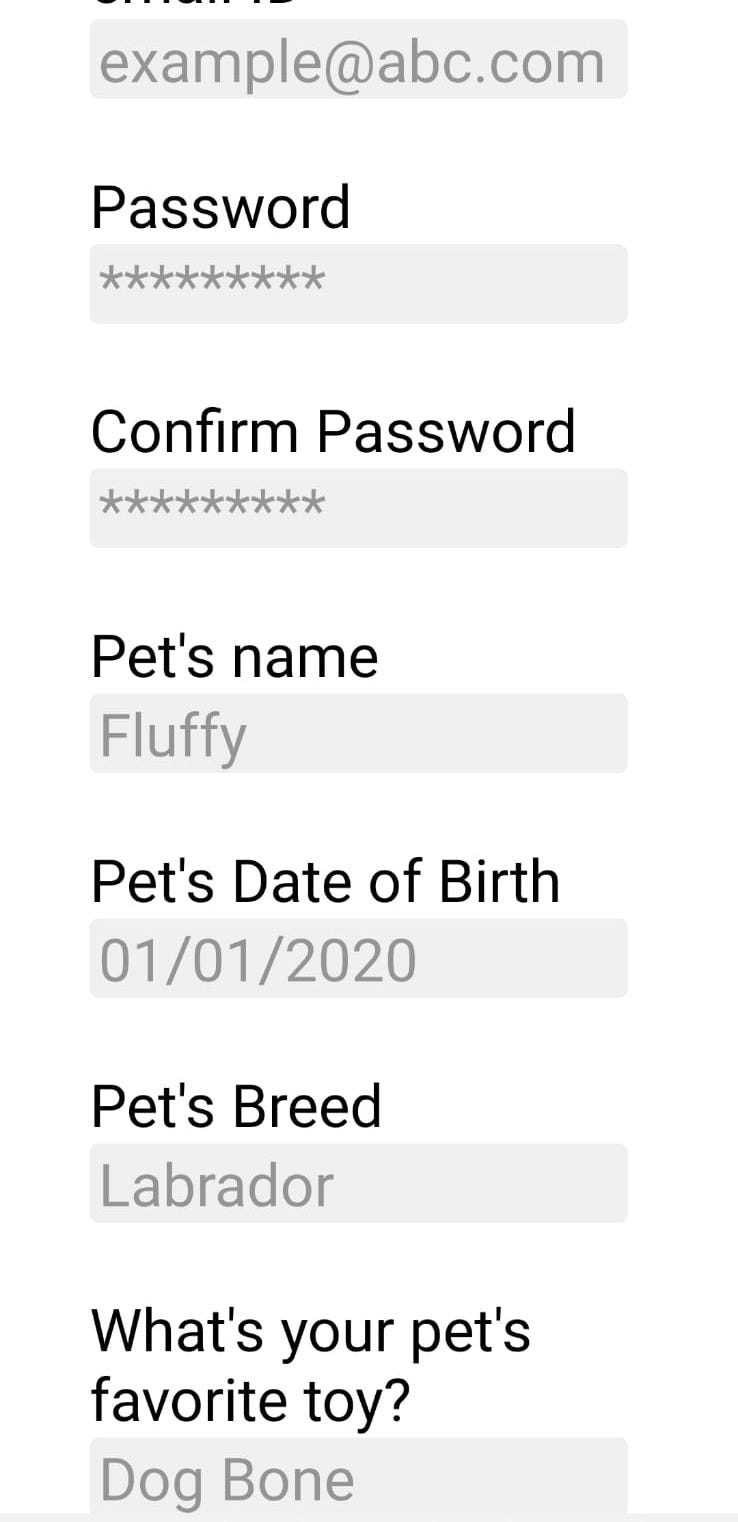 example@abc.com
Password
*********
Confirm Password
*********
Pet's name
Fluffy
Pet's Date of Birth
01/01/2020
Pet's Breed
Labrador
What's your pet's
favorite toy?
Dog Bone